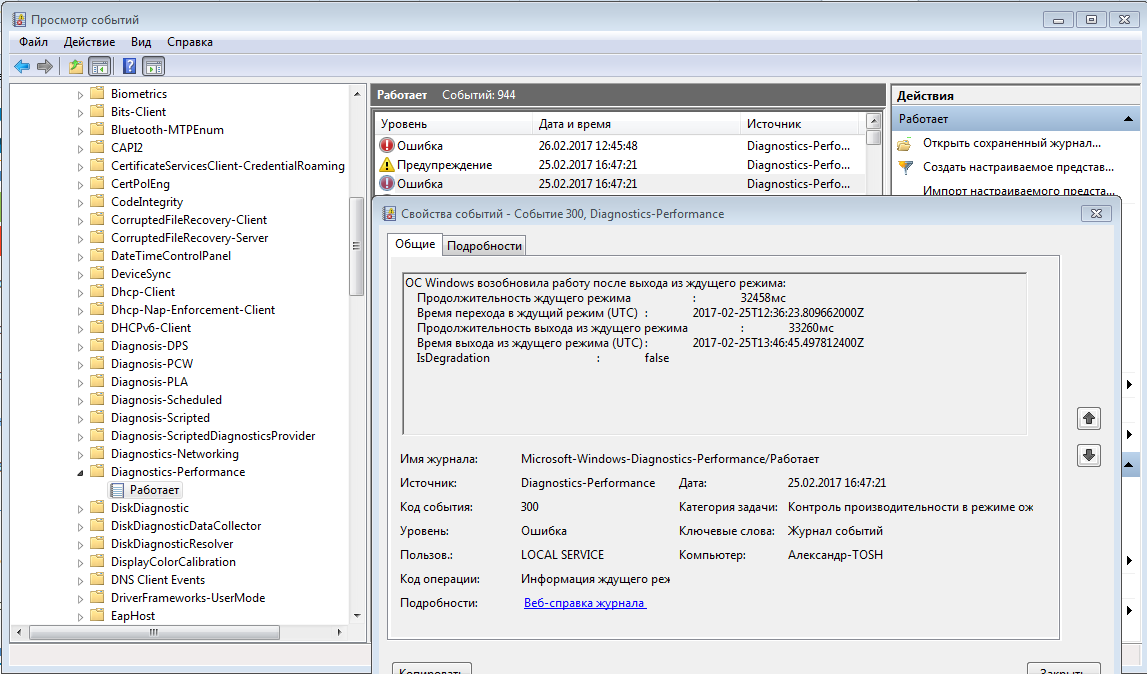 Просмотр событий
Файл Действие Вид Справка
Biometrics
Bits-Client
Bluetooth-MTPEnum
CAPI2
CertificateServicesClient-CredentialRoaming
CertPolEng
CodeIntegrity
CorruptedFileRecovery-Client
CorruptedFileRecovery-Server
DateTimeControlPanel
DeviceSync
Dhcp-Client
Dhcp-Nap-Enforcement-Client
DHCPv6-Client
Diagnosis-DPS
Diagnosis-PCW
Diagnosis-PLA
Diagnosis-Scheduled
Diagnosis-Scripted
Diagnosis-ScriptedDiagnosticsProvider
Diagnostics-Networking
Diagnostics-Performance
Работает
DiskDiagnostic
DiskDiagnosticDataCollector
DiskDiagnosticResolver
DisplayColorCalibration
DNS Client Events
DriverFrameworks-UserMode
EapHost
Работает Событий: 944
Уровень Дата и время Источник
Ошибка 26.02.2017 12:45:48 Diagnostics-Perfo...
Предупреждение 25.02.2017 16:47:21 Diagnostics-Perfo...
Ошибка 25.02.2017 16:47:21 Diagnostics-Perfo...
Действия
Работает
Открыть сохраненный журнал...
Создать настраиваемое представ...
Импорт настраиваемого предста...
Свойства событий - Событие 300, Diagnostics-Performance
Общие Подробности
ОС Windows возобновила работу после выхода из ждущего режима:
Продолжительность ждущего режима : 32458мс
Время перехода в ждущий режим (UTC) : 2017-02-25T12:36:23.809662000Z
Продолжительность выхода из ждущего режима : 33260мс
Время выхода из ждущего режима (UTC) : 2017-02-25T13:46:45.497812400Z
IsDegradation : false
Имя журнала: Microsoft-Windows-Diagnostics-Performance/Работает
Источник: Diagnostics-Performance Дата: 25.02.2017 16:47:21
Код события: 300 Категория задачи: Контроль производительности в режиме ож
Уровень: Ошибка Ключевые слова: Журнал событий
Пользов.: LOCAL SERVICE Компьютер: Александр-TOSH
Код операции: Информация ждущего реж
Подробности: Веб-справка журнала
Копировать Закрыть